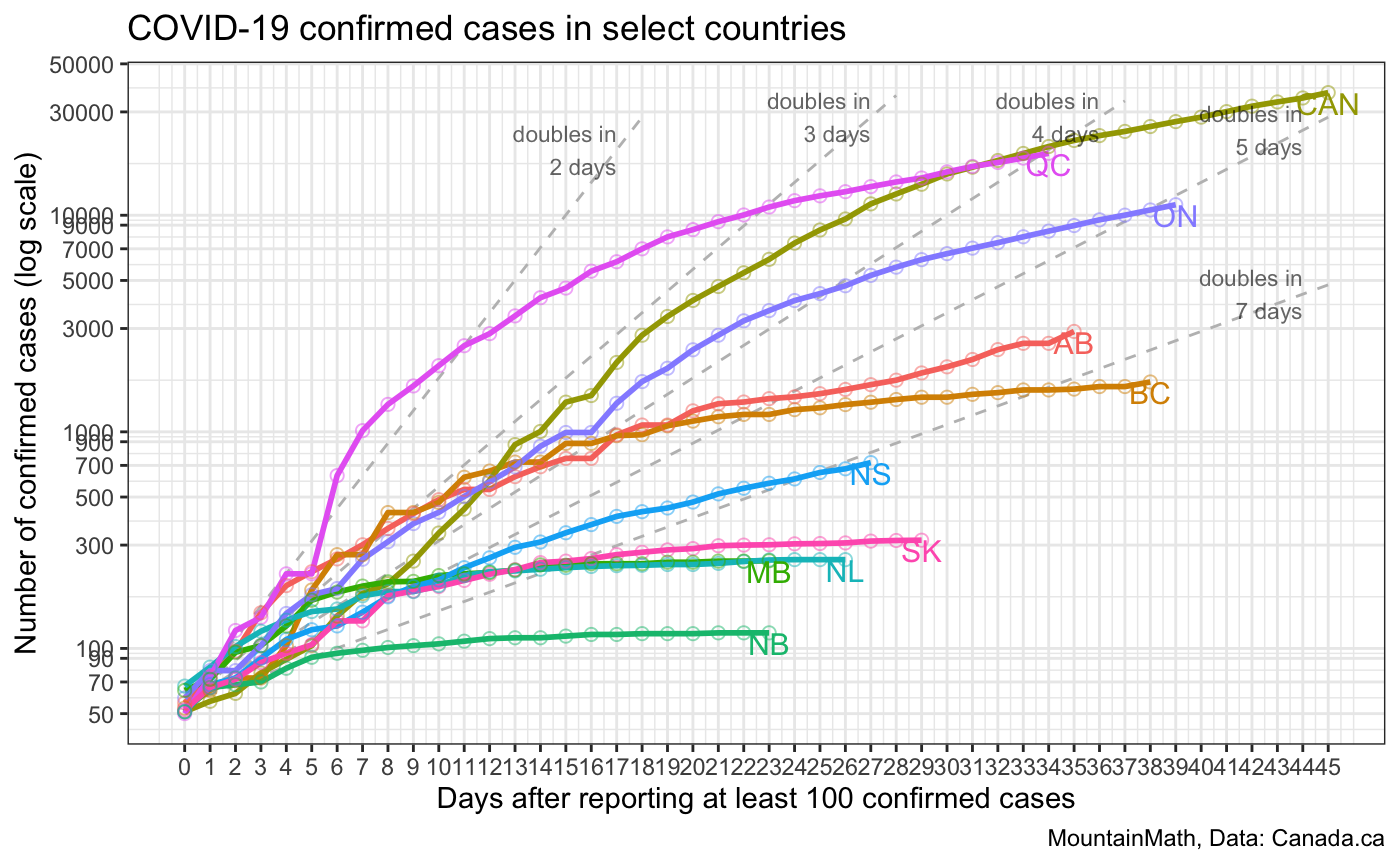 COVID-19 confirmed cases in select countries
Number of confirmed cases (log scale)
50000
30000
10000
9000
7000
5000
3000
1000
900
700
500
300
100
90
70
50
doubles in
2 days
doubles in
3 days
doubles in
4 days
doubles in
5 days
doubles in
7 days
CAN
QC
ON
AB
BC
NS
SK
MB
NL
NB
0 1 2 3 4 5 6 7 8 9 10 11 12 13 14 15 16 17 18 19 20 21 22 23 24 25 26 27 28 29 30 31 32 33 34 35 36 37 38 39 40 41 42 43 44 45
Days after reporting at least 100 confirmed cases
MountainMath, Data: Canada.ca